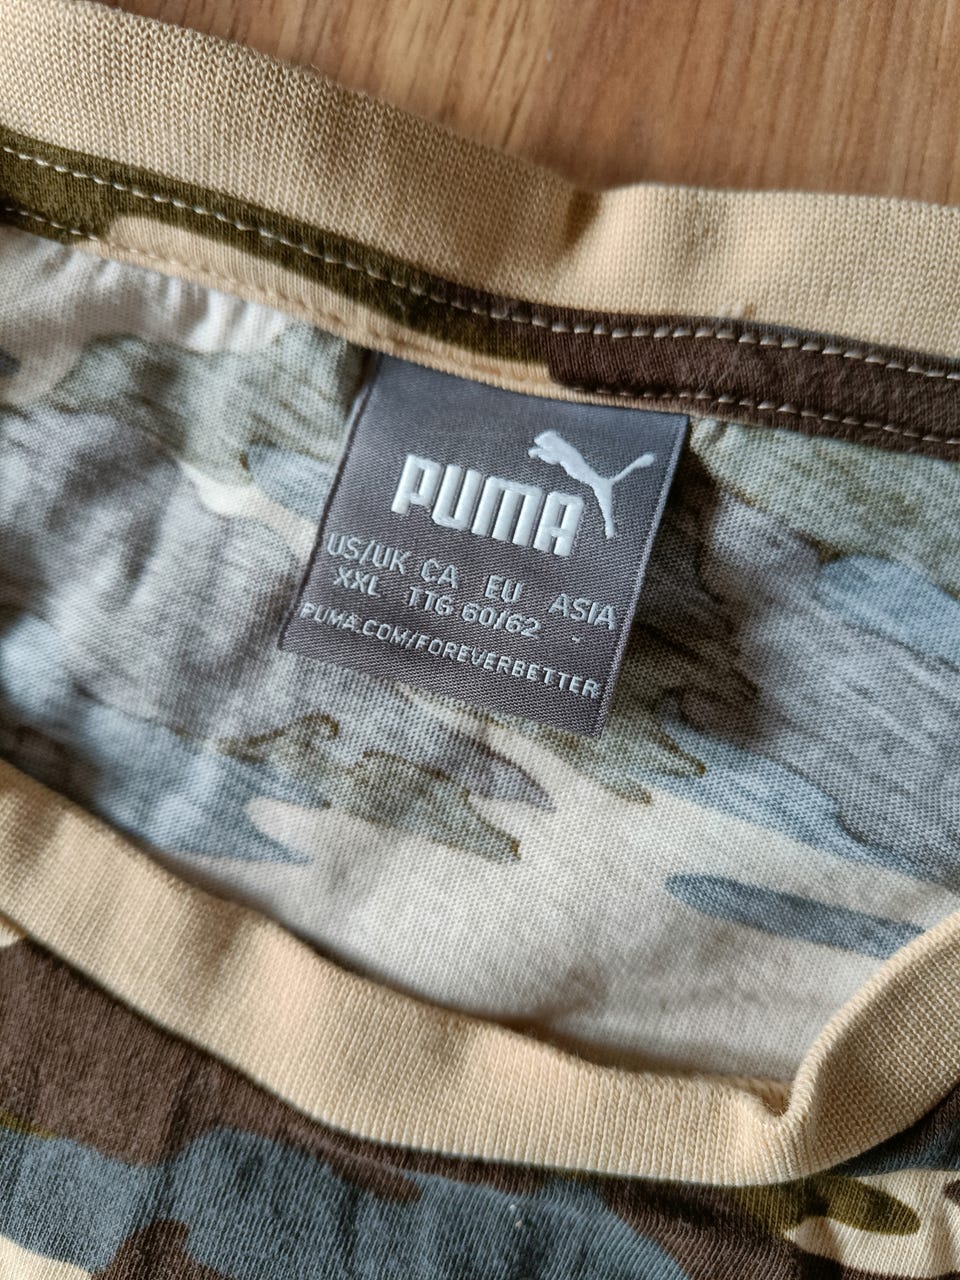 PUMA
US/UK CA EU ASIA
XXL TTG 60/62 -
PUMA.COM/FOREVERBETTER